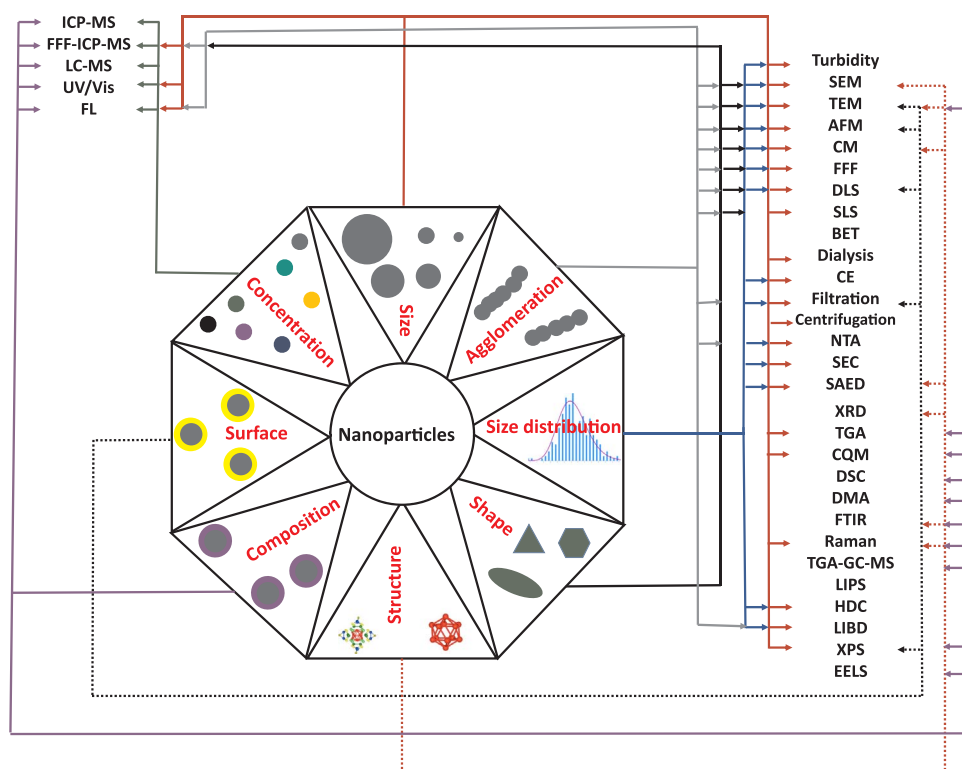 ICP-MS
FFF-ICP-MS
LC-MS
UV/Vis
FL
Turbidity
SEM
TEM
AFM
CM
FFF
DLS
SLS
BET
Dialysis
CE
Filtration
Centrifugation
NTA
SEC
SAED
XRD
TGA
CQM
DSC
DMA
FTIR
Raman
TGA-GC-MS
LIPS
HDC
LIBD
XPS
EELS
Concentration
Size
Agglomeration
Surface
Nanoparticles
Size distribution
Composition
Structure
Shape